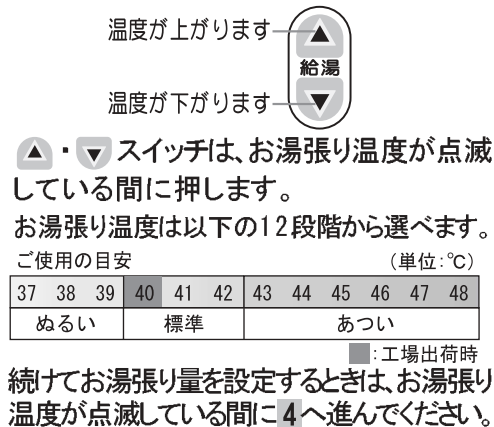 温度が上がります
給湯
温度が下がります
▲・▼スイッチは、お湯張り温度が点滅
している間に押します。
お湯張り温度は以下の12段階から選べます。
ご使用の目安 (単位:℃)
37 38 39 40 41 42 43 44 45 46 47 48
ぬるい 標準 あつい
■:工場出荷時
続けてお湯張り量を設定するときは、お湯張り
温度が点滅している間に4へ進んでください。